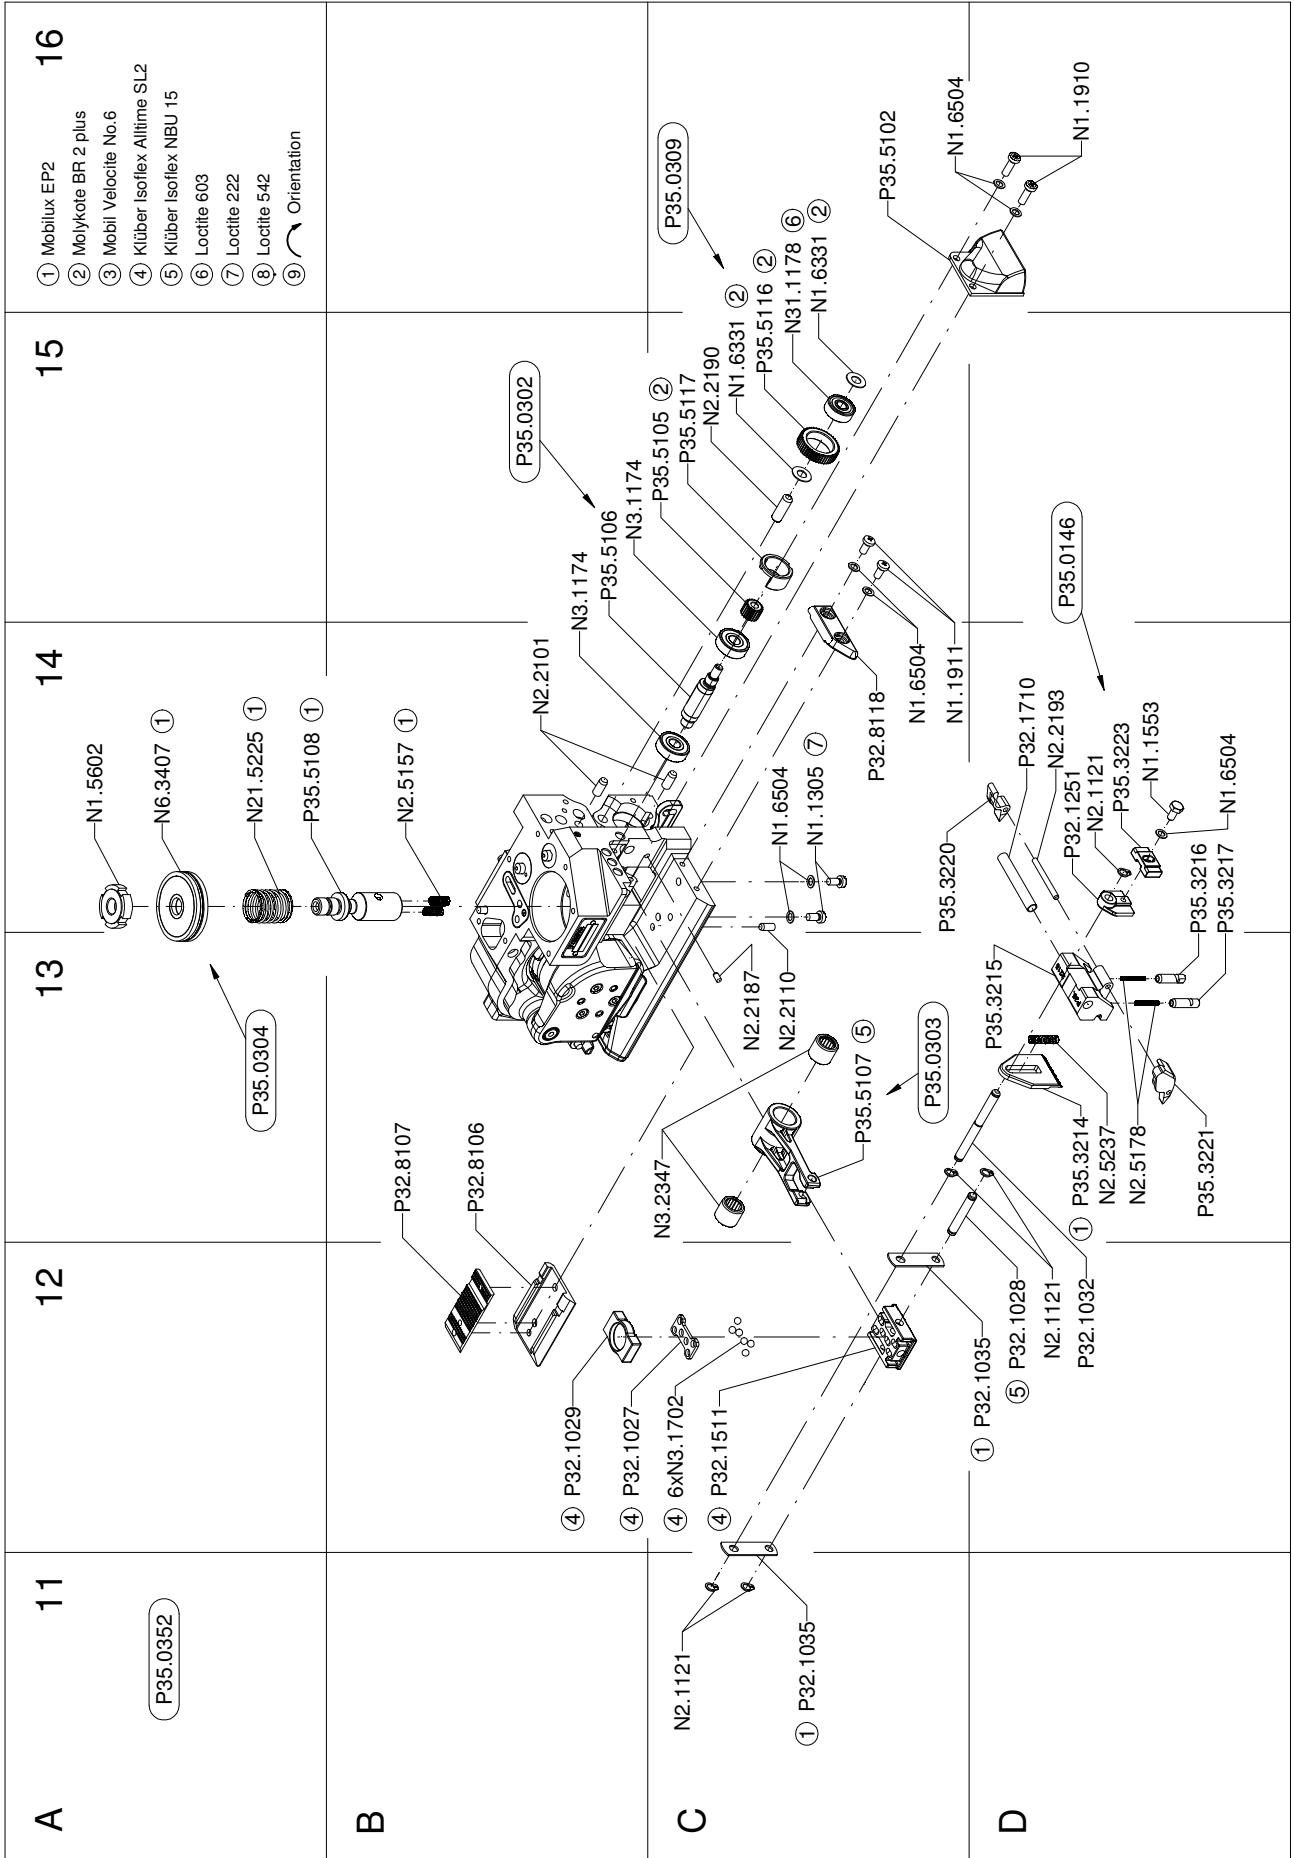 A
B
C
D
11
12
13
14
15
16
P35.0352
① Mobilux EP2
② Molykote BR 2 plus
③ Mobil Velocite No.6
④ Klüber Isoflex Alltime SL2
⑤ Klüber Isoflex NBU 15
⑥ Loctite 603
⑦ Loctite 222
⑧ Loctite 542
⑨ Orientation
N1.5602
N6.3407 ①
N21.5225 ①
P35.5108 ①
N2.5157 ①
P35.0304
P32.8107
P32.8106
④ P32.1029
④ P32.1027
④ 6xN3.1702
④ P32.1511
N2.1121
① P32.1035
P35.0302
N2.2101
N3.1174
P35.5106
N3.1174
P35.5105 ②
P35.5117
N2.2190
N1.6331 ②
P35.5116 ②
N31.1178 ⑥
N1.6331 ②
P35.0309
P35.5102
N1.6504
N1.1910
N2.2187
N2.2110
N1.6504
N1.1305 ⑦
P32.8118
N1.6504
N1.1911
N3.2347
P35.5107 ⑤
P35.0303
① P32.1035
⑤ P32.1028
N2.1121
P32.1032
① P35.3214
N2.5237
N2.5178
P35.3221
P35.3215
P35.3220
P32.1710
N2.2193
P32.1251
N2.1121
P35.3223
N1.1553
N1.6504
P35.3216
P35.3217
P35.0146